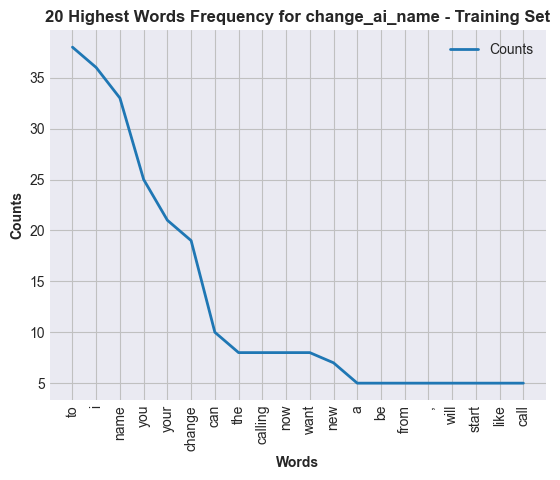 20 Highest Words Frequency for change_ai_name - Training Set
Counts
35
30
25
20
15
10
5
Counts
to
i
name
you
your
change
can
the
calling
now
want
new
a
be
from
,
will
start
like
call
Words